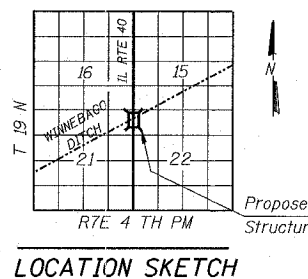 IL RTE 40
16
15
N
T 19 N
WINNEBAGO
DITCH
21
22
Propose
Structur
R7E 4 TH PM
LOCATION SKETCH